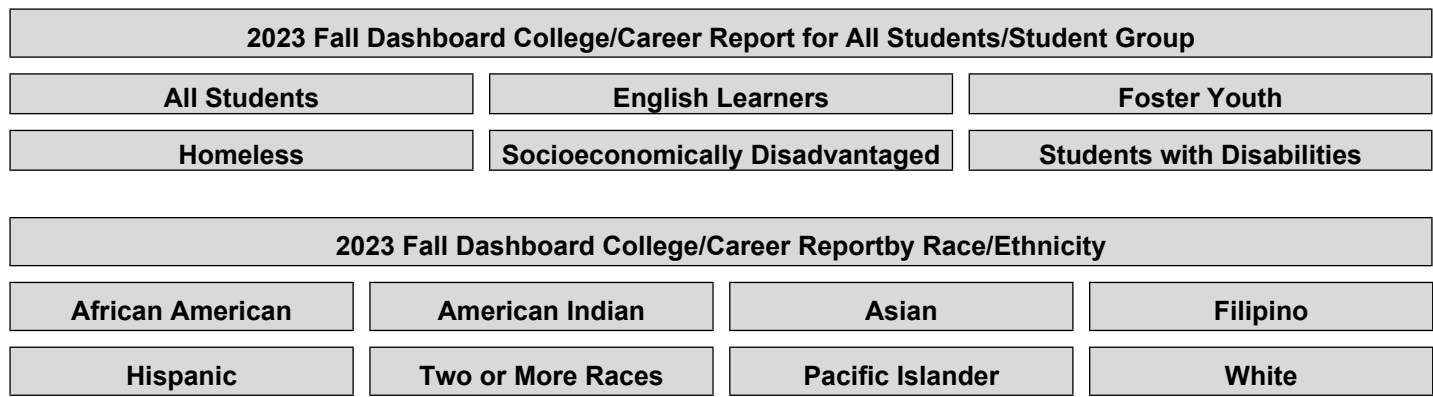 2023 Fall Dashboard College/Career Report for All Students/Student Group
All Students English Learners Foster Youth
Homeless Socioeconomically Disadvantaged Students with Disabilities
2023 Fall Dashboard College/Career Reportby Race/Ethnicity
African American American Indian Asian Filipino
Hispanic Two or More Races Pacific Islander White